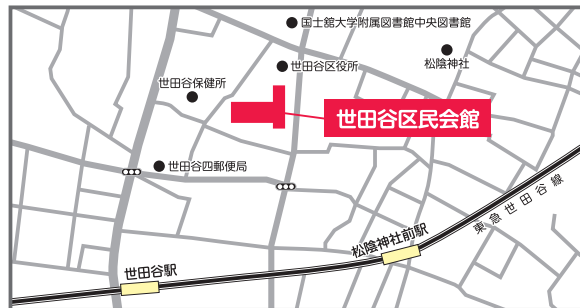 国士舘大学附属図書館中央図書館
世田谷区役所
松陰神社
世田谷保健所
世田谷区民会館
世田谷四郵便局
東急世田谷線
松陰神社前駅
世田谷駅